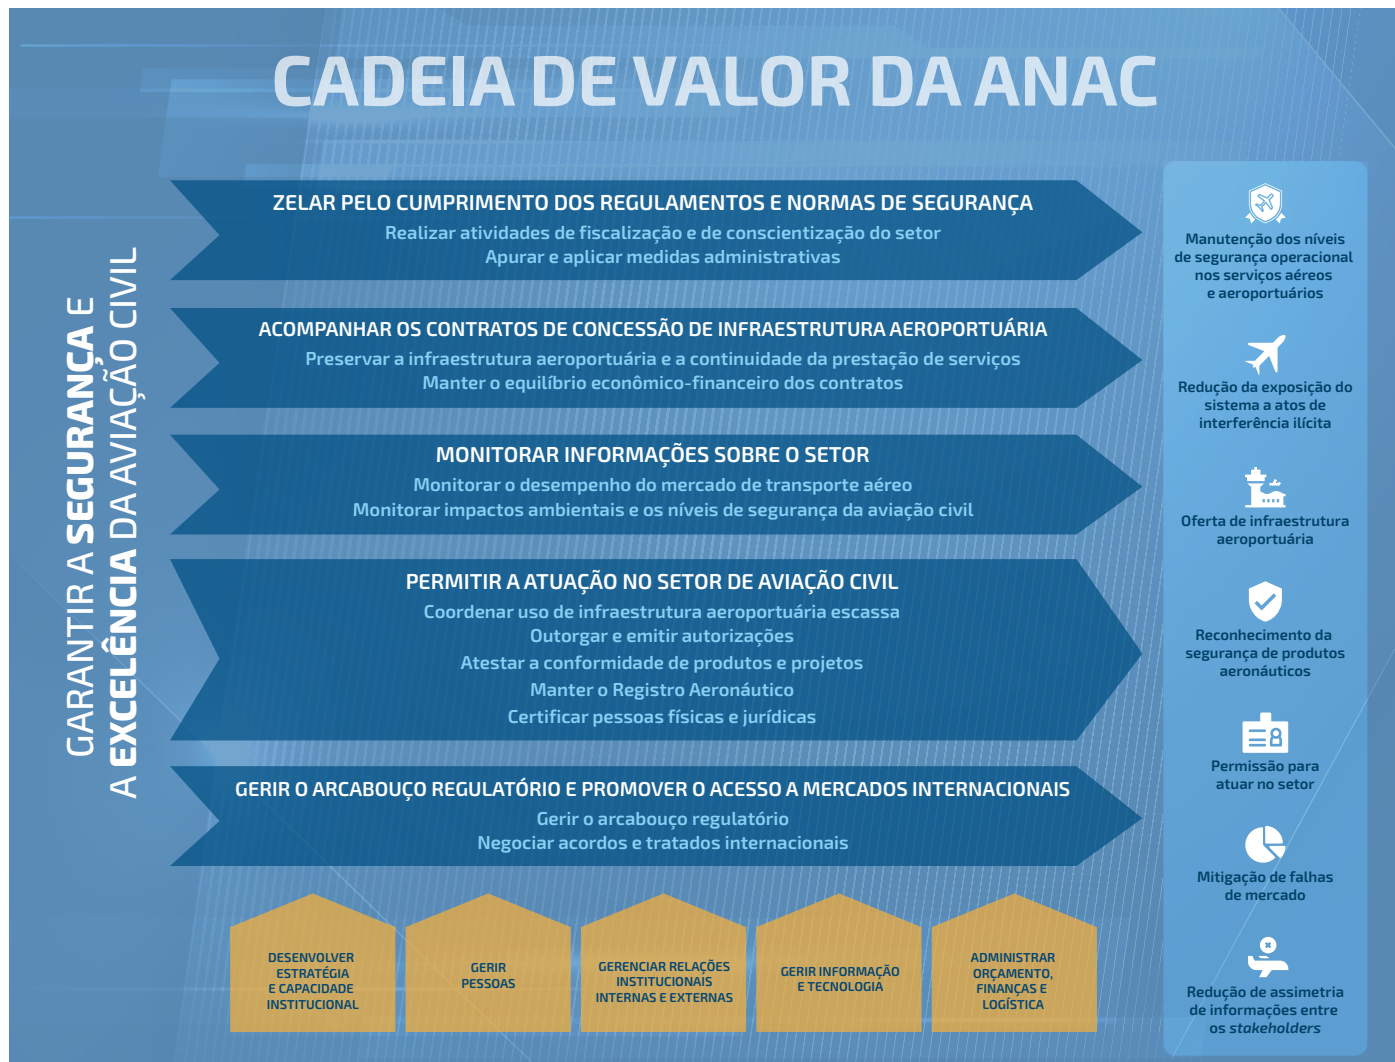 CADEIA DE VALOR DA ANAC
GARANTIR A SEGURANÇA E
A EXCELÊNCIA DA AVIAÇÃO CIVIL
ZELAR PELO CUMPRIMENTO DOS REGULAMENTOS E NORMAS DE SEGURANÇA
Realizar atividades de fiscalização e de conscientização do setor
Apurar e aplicar medidas administrativas
ACOMPANHAR OS CONTRATOS DE CONCESSÃO DE INFRAESTRUTURA AEROPORTUÁRIA
Preservar a infraestrutura aeroportuária e a continuidade da prestação de serviços
Manter o equilíbrio econômico-financeiro dos contratos
MONITORAR INFORMAÇÕES SOBRE O SETOR
Monitorar o desempenho do mercado de transporte aéreo
Monitorar impactos ambientais e os níveis de segurança da aviação civil
PERMITIR A ATUAÇÃO NO SETOR DE AVIAÇÃO CIVIL
Coordenar uso de infraestrutura aeroportuária escassa
Outorgar e emitir autorizações
Atestar a conformidade de produtos e projetos
Manter o Registro Aeronáutico
Certificar pessoas físicas e jurídicas
GERIR O ARCABOUÇO REGULATÓRIO E PROMOVER O ACESSO A MERCADOS INTERNACIONAIS
Gerir o arcabouço regulatório
Negociar acordos e tratados internacionais
DESENVOLVER
ESTRATÉGIA
E CAPACIDADE
INSTITUCIONAL
GERIR
PESSOAS
GERENCIAR RELAÇÕES
INSTITUCIONAIS
INTERNAS E EXTERNAS
GERIR INFORMAÇÃO
E TECNOLOGIA
ADMINISTRAR
ORÇAMENTO,
FINANÇAS E
LOGÍSTICA
Manutenção dos níveis
de segurança operacional
nos serviços aéreos
e aeroportuários
Redução da exposição do
sistema a atos de
interferência ilícita
Oferta de infraestrutura
aeroportuária
Reconhecimento da
segurança de produtos
aeronáuticos
Permissão para
atuar no setor
Mitigação de falhas
de mercado
Redução de assimetria
de informações entre
os stakeholders